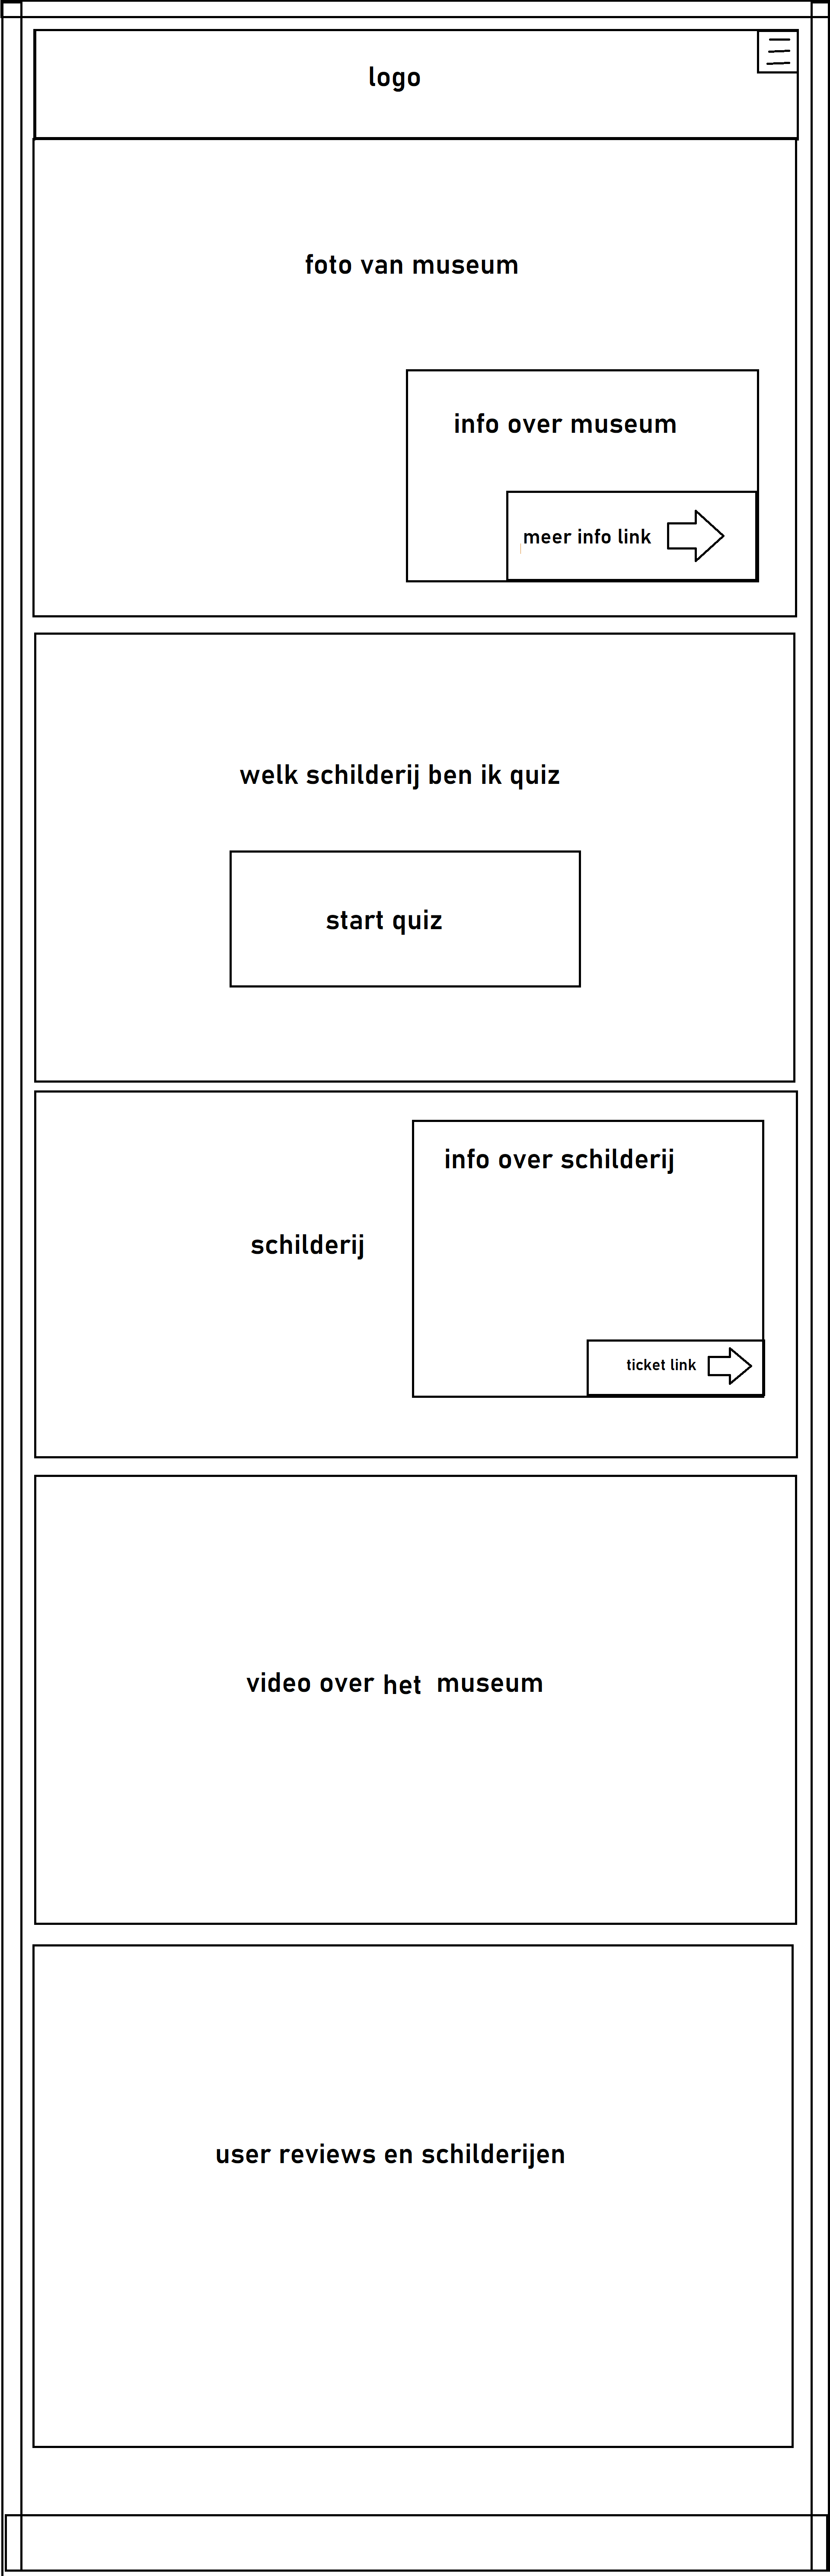 logo
foto van museum
info over museum
meer info link
welk schilderij ben ik quiz
start quiz
info over schilderij
schilderij
ticket link
video over het museum
user reviews en schilderijen